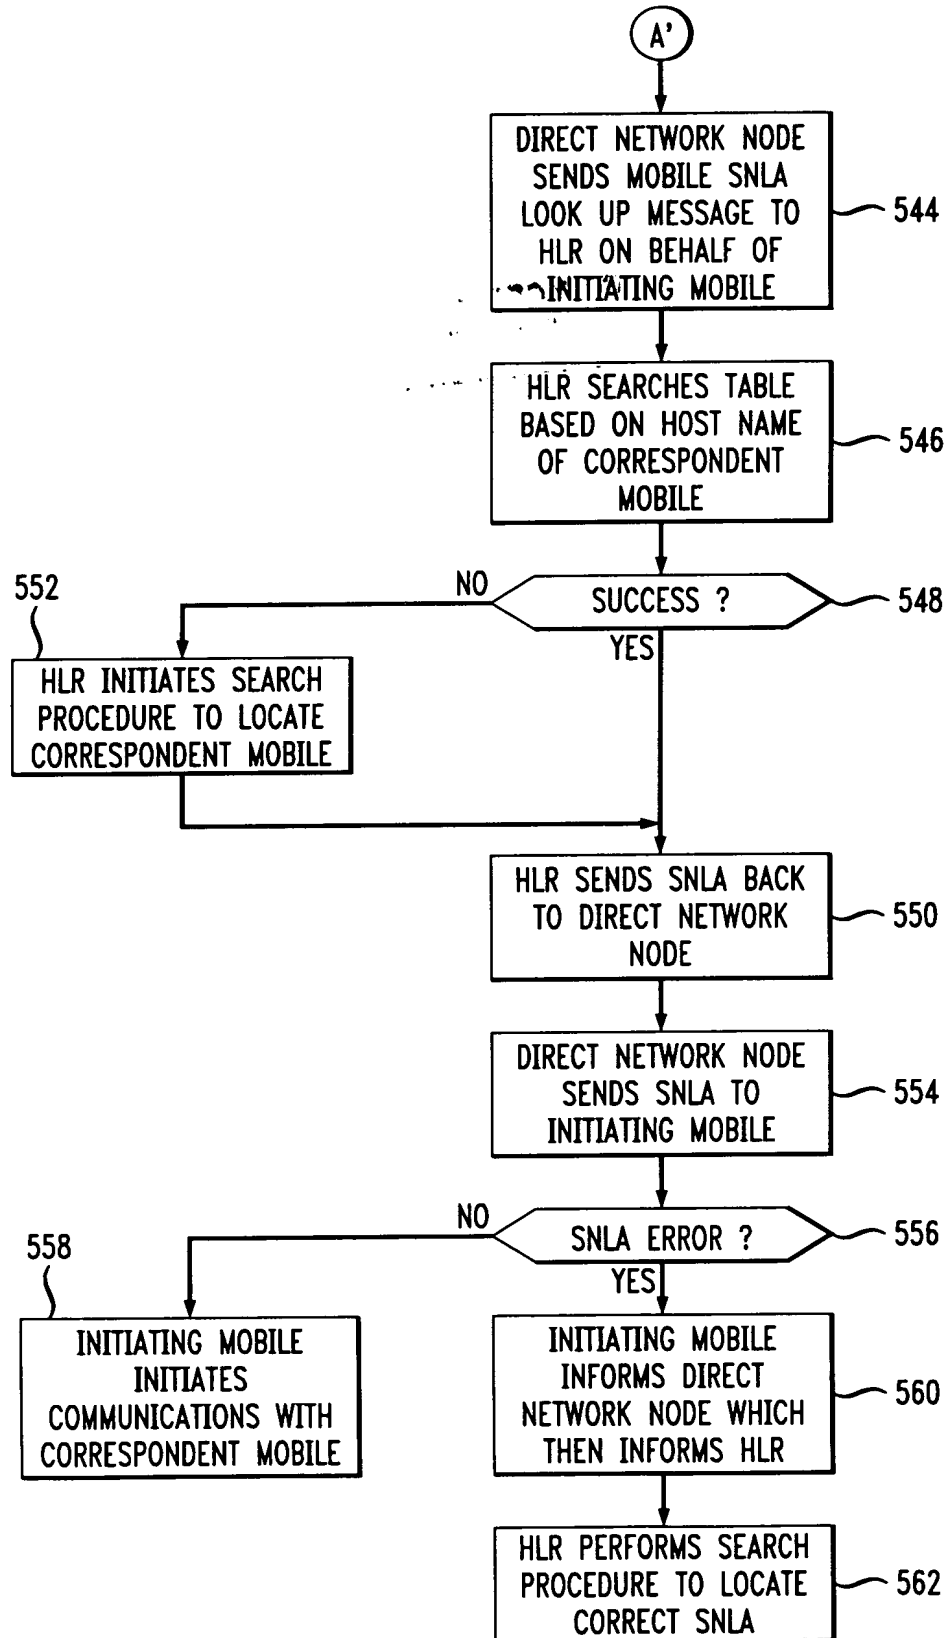 A'
DIRECT NETWORK NODE
SENDS MOBILE SNLA
LOOK UP MESSAGE TO
HLR ON BEHALF OF
INITIATING MOBILE
544
HLR SEARCHES TABLE
BASED ON HOST NAME
OF CORRESPONDENT
MOBILE
546
SUCCESS ?
548
NO
YES
552
HLR INITIATES SEARCH
PROCEDURE TO LOCATE
CORRESPONDENT MOBILE
HLR SENDS SNLA BACK
TO DIRECT NETWORK
NODE
550
DIRECT NETWORK NODE
SENDS SNLA TO
INITIATING MOBILE
554
SNLA ERROR ?
556
NO
YES
558
INITIATING MOBILE
INITIATES
COMMUNICATIONS WITH
CORRESPONDENT MOBILE
INITIATING MOBILE
INFORMS DIRECT
NETWORK NODE WHICH
THEN INFORMS HLR
560
HLR PERFORMS SEARCH
PROCEDURE TO LOCATE
CORRECT SNLA
562